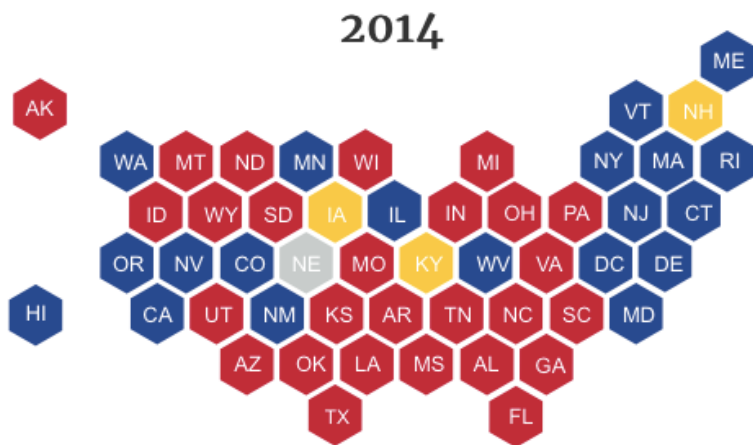 2014
ME
AK
VT NH
WA MT ND MN WI MI NY MA RI
ID WY SD IA IL IN OH PA NJ CT
OR NV CO NE MO KY WV VA DC DE
HI CA UT NM KS AR TN NC SC MD
AZ OK LA MS AL GA
TX FL